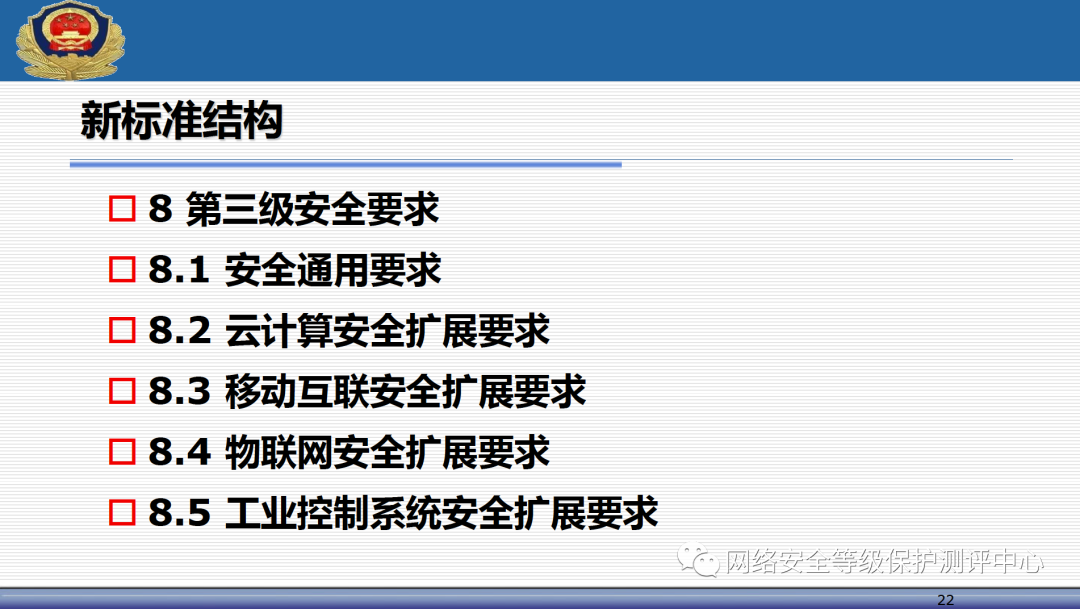 新标准结构
8 第三级安全要求
8.1 安全通用要求
8.2 云计算安全扩展要求
8.3 移动互联安全扩展要求
8.4 物联网安全扩展要求
8.5 工业控制系统安全扩展要求
网络安全等级保护测评中心
22